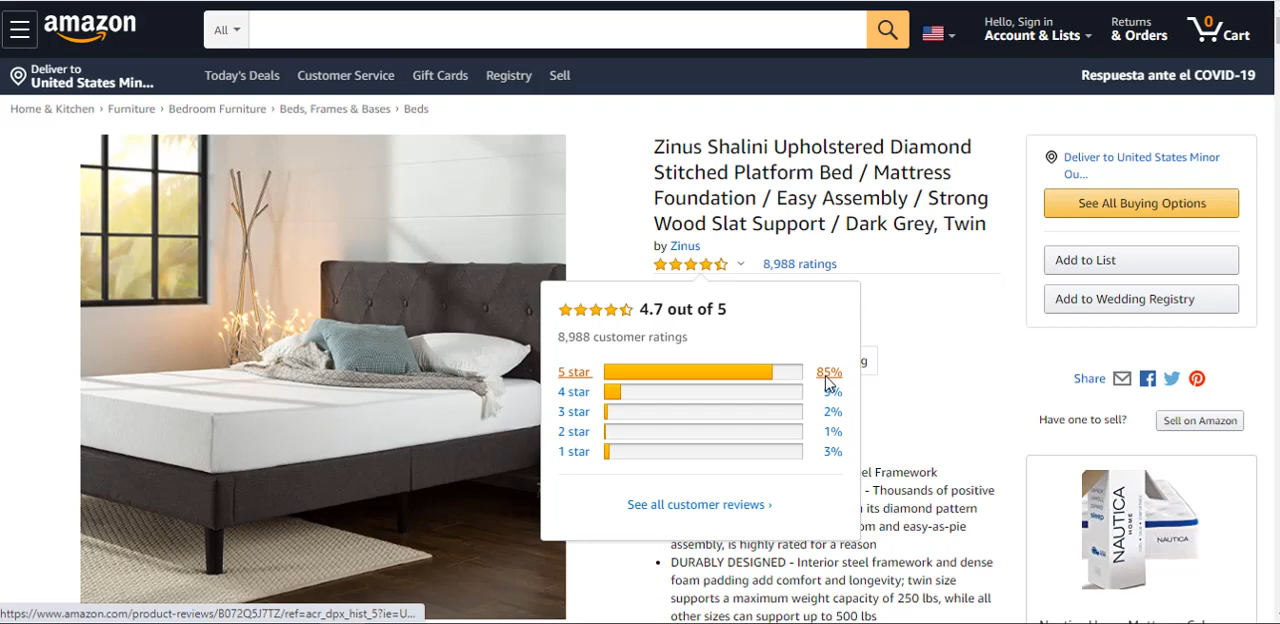 amazon
All
Hello, Sign in
Account & Lists
Returns
& Orders
0
Cart
Deliver to
United States Min...
Today's Deals
Customer Service
Gift Cards
Registry
Sell
Respuesta ante el COVID-19
Home & Kitchen › Furniture › Bedroom Furniture › Beds, Frames & Bases › Beds
Zinus Shalini Upholstered Diamond
Stitched Platform Bed / Mattress
Foundation / Easy Assembly / Strong
Wood Slat Support / Dark Grey, Twin
by Zinus
8,988 ratings
4.7 out of 5
8,988 customer ratings
5 star 85%
4 star 9%
3 star 2%
2 star 1%
1 star 3%
See all customer reviews ›
g
el Framework
- Thousands of positive
its diamond pattern
om and easy-as-pie
assembly, is highly rated for a reason
• DURABLY DESIGNED - Interior steel framework and dense
foam padding add comfort and longevity; twin size
supports a maximum weight capacity of 250 lbs, while all
other sizes can support up to 500 lbs
Deliver to United States Minor
Ou...
See All Buying Options
Add to List
Add to Wedding Registry
Share
Have one to sell?
Sell on Amazon
NAUTICA
HOME
NAUTICA
https://www.amazon.com/product-reviews/B072Q5J7TZ/ref=acr_dpx_hist_5?ie=U...